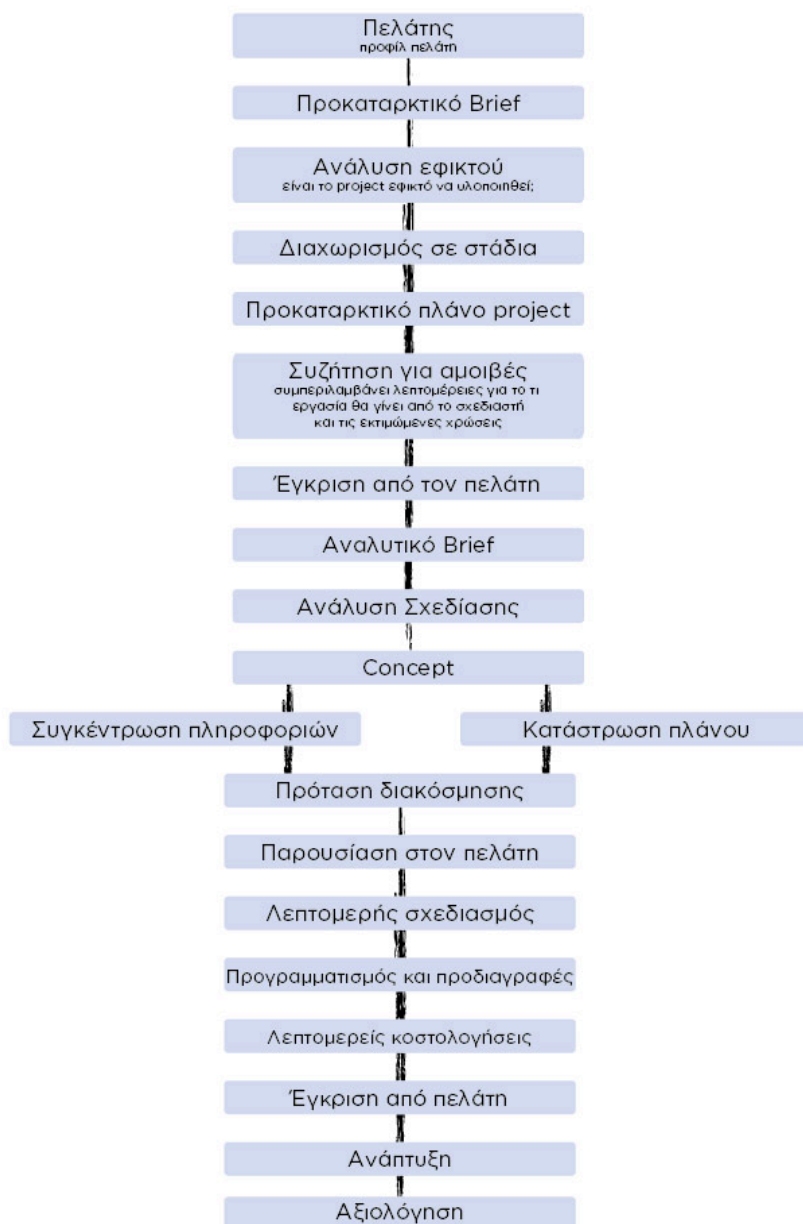 Πελάτης
προφίλ πελάτη
Προκαταρκτικό Brief
Ανάλυση εφικτού
είναι το project εφικτό να υλοποιηθεί;
Διαχωρισμός σε στάδια
Προκαταρκτικό πλάνο project
Συζήτηση για αμοιβές
συμπεριλαμβάνει λεπτομέρειες για το τι
εργασία θα γίνει από το σχεδιαστή
και τις εκτιμώμενες χρώσεις
Έγκριση από τον πελάτη
Αναλυτικό Brief
Ανάλυση Σχεδίασης
Concept
Συγκέντρωση πληροφοριών
Κατάστρωση πλάνου
Πρόταση διακόσμησης
Παρουσίαση στον πελάτη
Λεπτομερής σχεδιασμός
Προγραμματισμός και προδιαγραφές
Λεπτομερείς κοστολογήσεις
Έγκριση από πελάτη
Ανάπτυξη
Αξιολόγηση